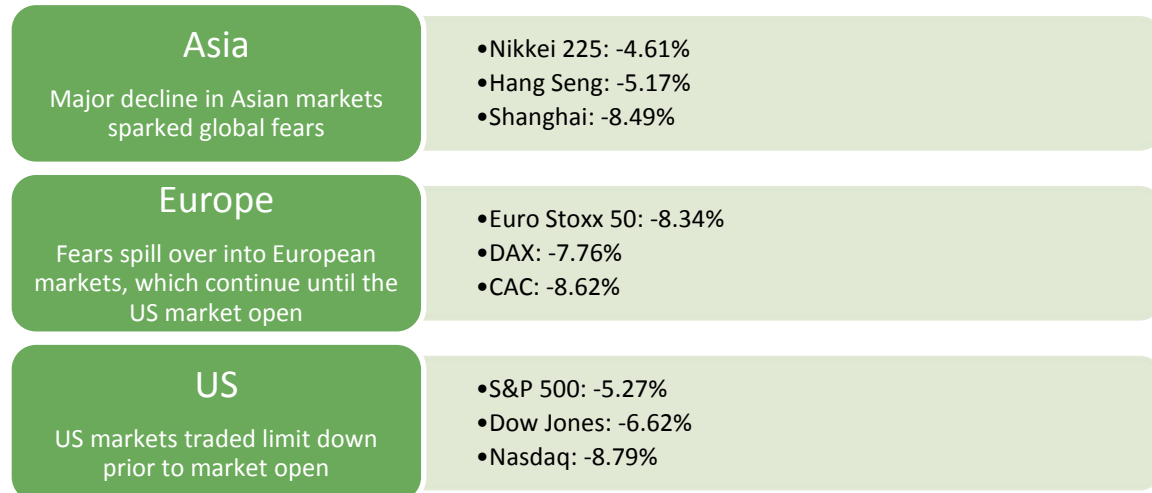 Asia
Major decline in Asian markets
sparked global fears
•Nikkei 225: -4.61%
•Hang Seng: -5.17%
•Shanghai: -8.49%
Europe
Fears spill over into European
markets, which continue until the
US market open
•Euro Stoxx 50: -8.34%
•DAX: -7.76%
•CAC: -8.62%
US
US markets traded limit down
prior to market open
•S&P 500: -5.27%
•Dow Jones: -6.62%
•Nasdaq: -8.79%